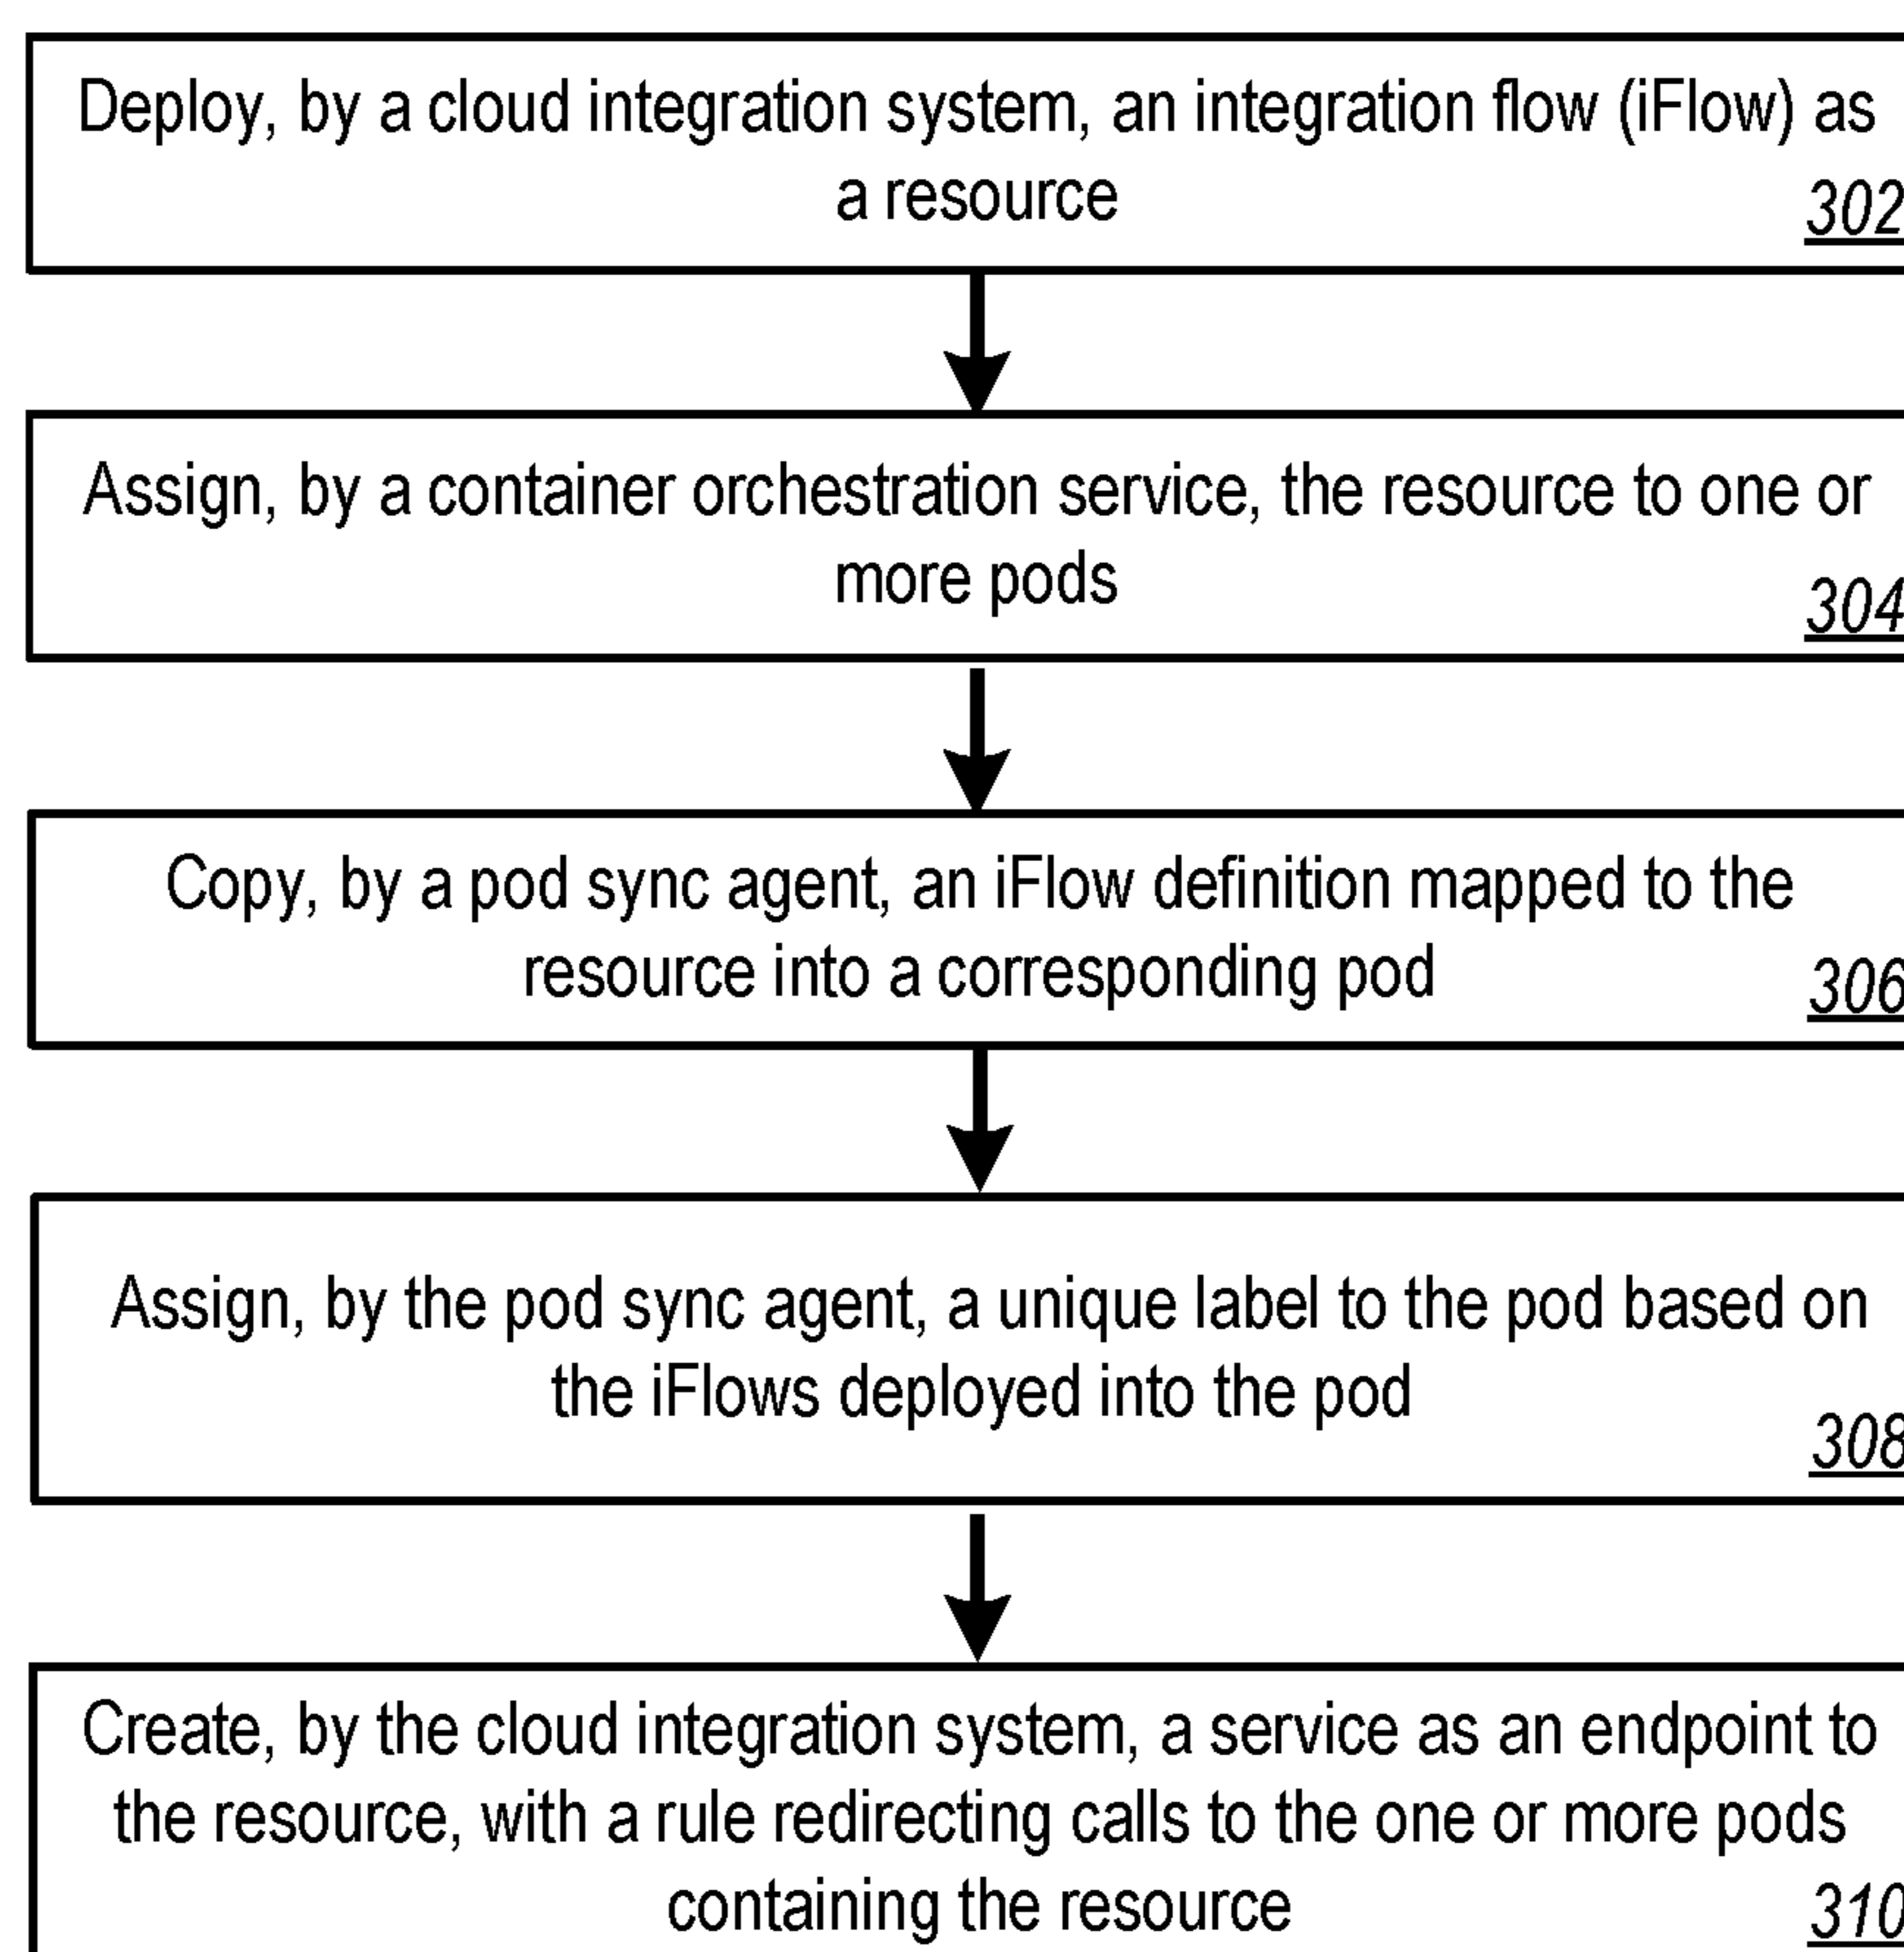 Deploy, by a cloud integration system, an integration flow (iFlow) as
a resource
302
Assign, by a container orchestration service, the resource to one or
more pods
304
Copy, by a pod sync agent, an iFlow definition mapped to the
resource into a corresponding pod
306
Assign, by the pod sync agent, a unique label to the pod based on
the iFlows deployed into the pod
308
Create, by the cloud integration system, a service as an endpoint to
the resource, with a rule redirecting calls to the one or more pods
containing the resource
310